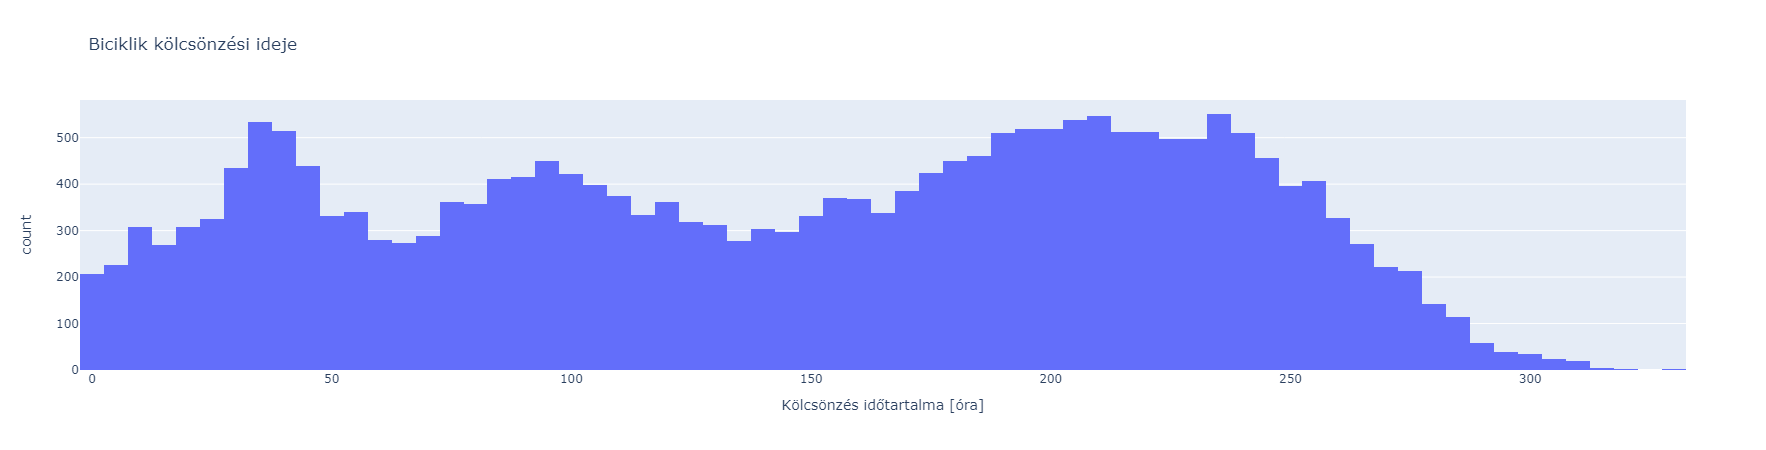 Biciklik kölcsönzési ideje
count
500
400
300
200
100
0
0 50 100 150 200 250 300
Kölcsönzés időtartalma [óra]